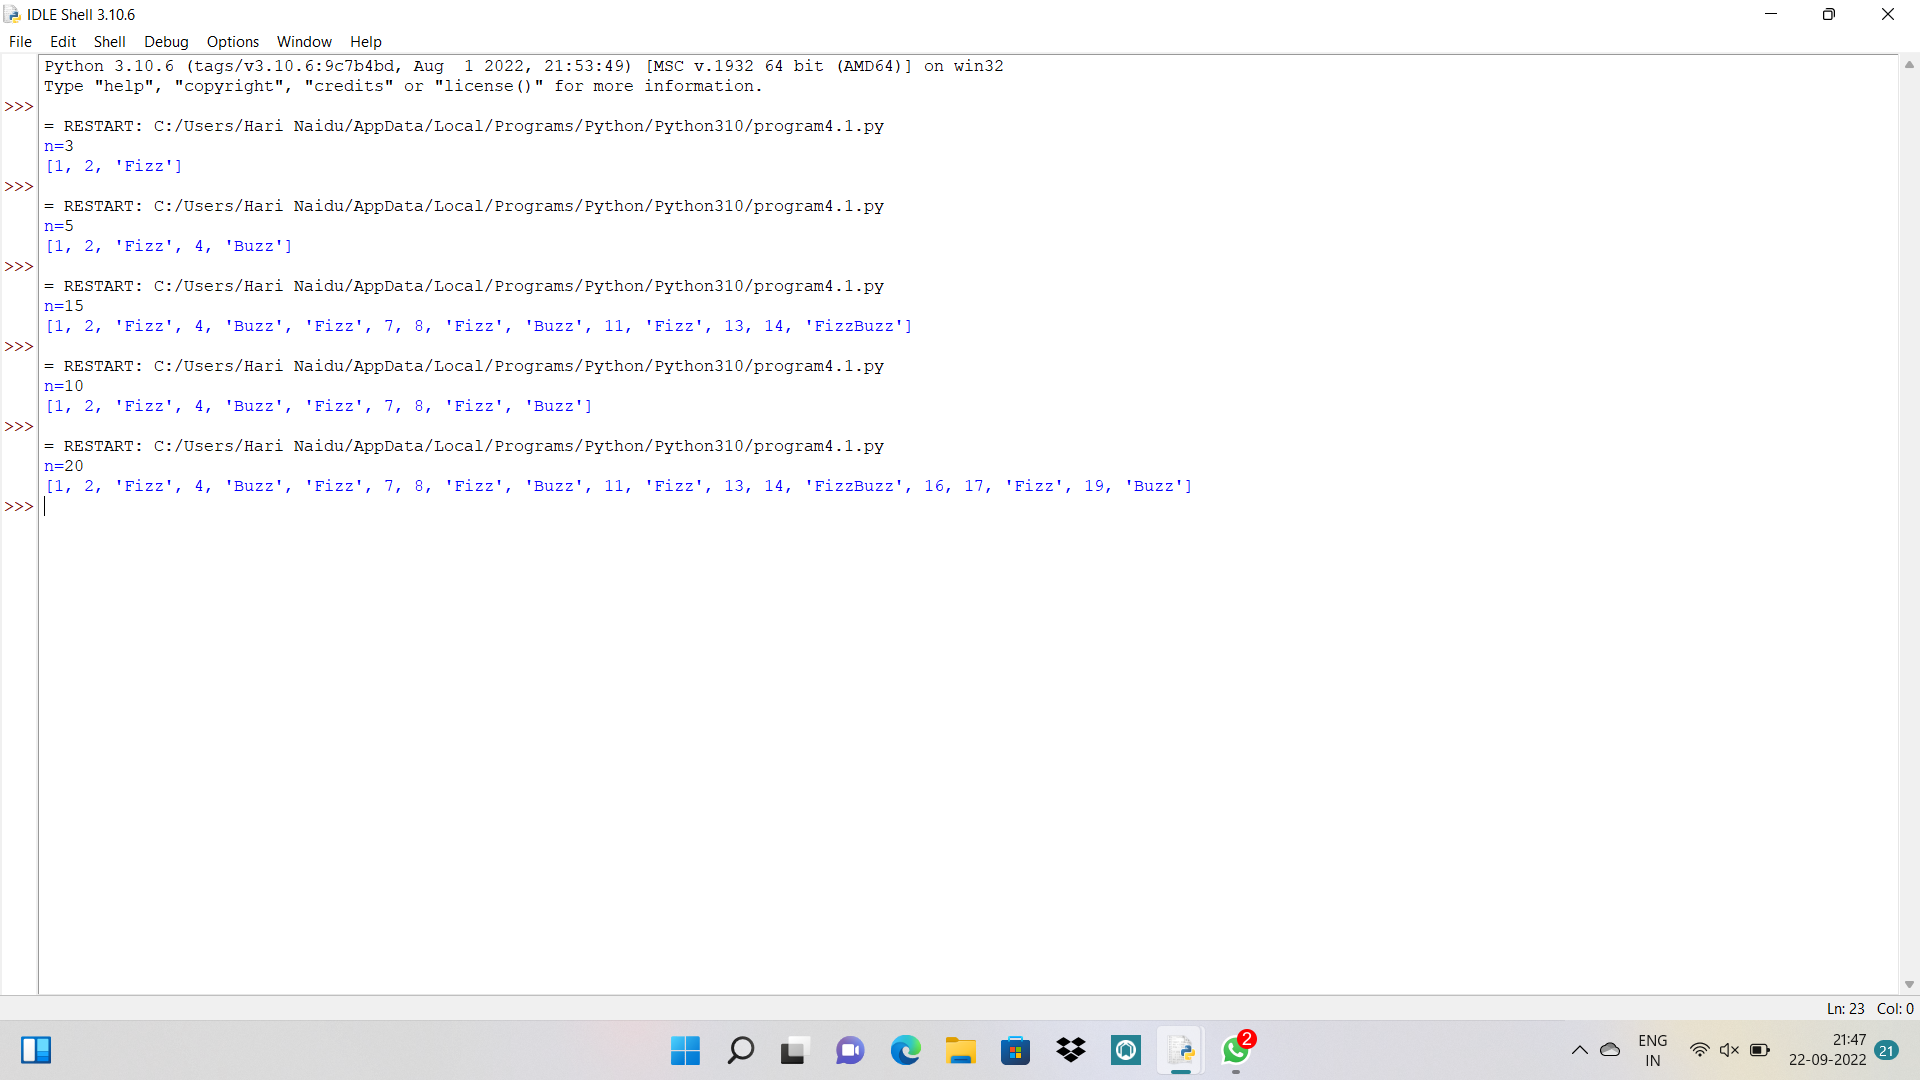 IDLE Shell 3.10.6
File Edit Shell Debug Options Window Help
Python 3.10.6 (tags/v3.10.6:9c7b4bd, Aug  1 2022, 21:53:49) [MSC v.1932 64 bit (AMD64)] on win32
Type "help", "copyright", "credits" or "license()" for more information.
>>>
= RESTART: C:/Users/Hari Naidu/AppData/Local/Programs/Python/Python310/program4.1.py
n=3
[1, 2, 'Fizz']
>>>
= RESTART: C:/Users/Hari Naidu/AppData/Local/Programs/Python/Python310/program4.1.py
n=5
[1, 2, 'Fizz', 4, 'Buzz']
>>>
= RESTART: C:/Users/Hari Naidu/AppData/Local/Programs/Python/Python310/program4.1.py
n=15
[1, 2, 'Fizz', 4, 'Buzz', 'Fizz', 7, 8, 'Fizz', 'Buzz', 11, 'Fizz', 13, 14, 'FizzBuzz']
>>>
= RESTART: C:/Users/Hari Naidu/AppData/Local/Programs/Python/Python310/program4.1.py
n=10
[1, 2, 'Fizz', 4, 'Buzz', 'Fizz', 7, 8, 'Fizz', 'Buzz']
>>>
= RESTART: C:/Users/Hari Naidu/AppData/Local/Programs/Python/Python310/program4.1.py
n=20
[1, 2, 'Fizz', 4, 'Buzz', 'Fizz', 7, 8, 'Fizz', 'Buzz', 11, 'Fizz', 13, 14, 'FizzBuzz', 16, 17, 'Fizz', 19, 'Buzz']
>>>
Ln: 23 Col: 0
2
ENG
IN
21:47
22-09-2022
21